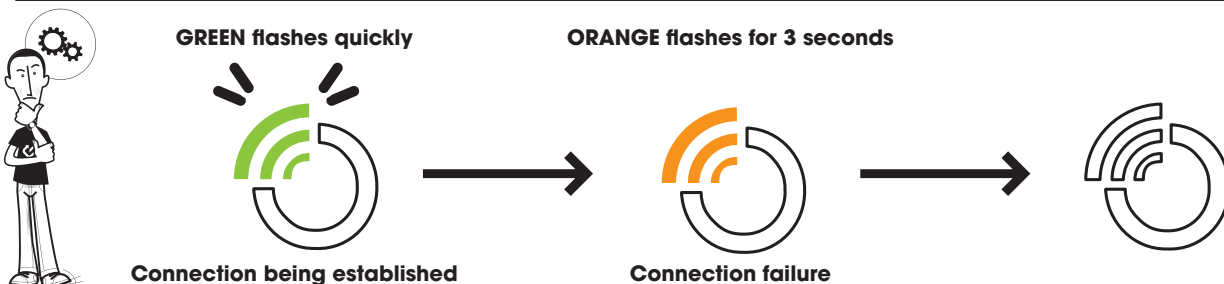 GREEN flashes quickly
ORANGE flashes for 3 seconds
Connection being established
Connection failure